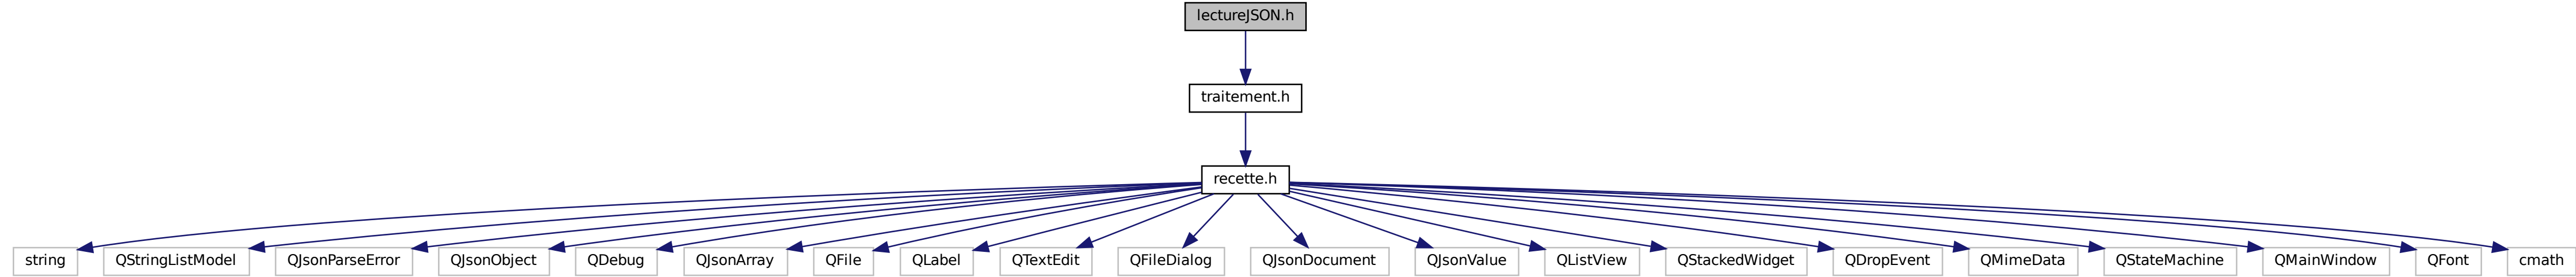 lectureJSON.h
traitement.h
recette.h
string
QStringListModel
QJsonParseError
QJsonObject
QDebug
QJsonArray
QFile
QLabel
QTextEdit
QFileDialog
QJsonDocument
QJsonValue
QListView
QStackedWidget
QDropEvent
QMimeData
QStateMachine
QMainWindow
QFont
cmath